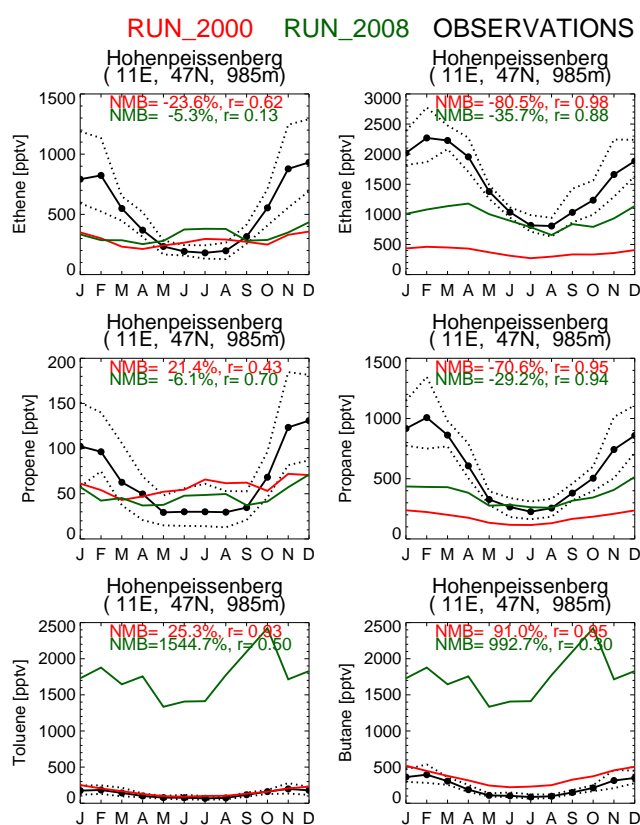 RUN_2000 RUN_2008 OBSERVATIONS
Hohenpeissenberg
( 11E, 47N, 985m)
NMB= -23.6%, r= 0.62
NMB= -5.3%, r= 0.13
Ethene [pptv]
1500
1000
500
0
J F M A M J J A S O N D
Hohenpeissenberg
( 11E, 47N, 985m)
NMB= -80.5%, r= 0.98
NMB= -35.7%, r= 0.88
Ethane [pptv]
3000
2500
2000
1500
1000
500
0
J F M A M J J A S O N D
Hohenpeissenberg
( 11E, 47N, 985m)
NMB= 21.4%, r= 0.43
NMB= -6.1%, r= 0.70
Propene [pptv]
200
150
100
50
0
J F M A M J J A S O N D
Hohenpeissenberg
( 11E, 47N, 985m)
NMB= -70.6%, r= 0.95
NMB= -29.2%, r= 0.94
Propane [pptv]
1500
1000
500
0
J F M A M J J A S O N D
Hohenpeissenberg
( 11E, 47N, 985m)
NMB= 25.3%, r= 0.93
NMB=1544.7%, r= 0.50
Toluene [pptv]
2500
2000
1500
1000
500
0
J F M A M J J A S O N D
Hohenpeissenberg
( 11E, 47N, 985m)
NMB= 91.0%, r= 0.95
NMB= 992.7%, r= 0.30
Butane [pptv]
2500
2000
1500
1000
500
0
J F M A M J J A S O N D